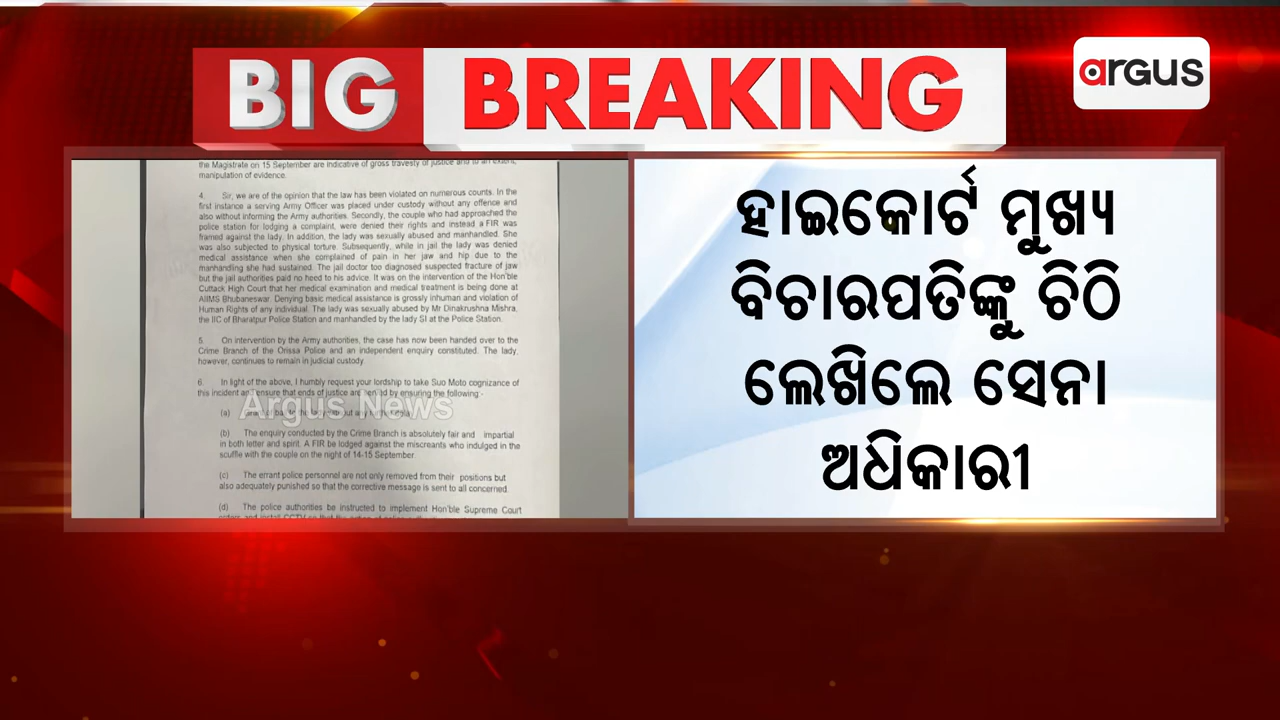 BIG BREAKING
argus
the Magistrate on 15 September are indicative of gross travesty of justice and to an extent,
manipulation of evidence.
4. Sir, we are of the opinion that the law has been violated on numerous counts. In the
first instance a serving Army Officer was placed under custody without any offence and
also without informing the Army authorities. Secondly, the couple who had approached the
police station for lodging a complaint, were denied their rights and instead a FIR was
framed against the lady. In addition, the lady was sexually abused and manhandled. She
was also subjected to physical torture. Subsequently, while in jail the lady was denied
medical assistance when she complained of pain in her jaw and hip due to the
manhandling she had sustained. The jail doctor too diagnosed suspected fracture of jaw
but the jail authorities paid no heed to his advice. It was on the intervention of the Hon'ble
Cuttack High Court that her medical examination and medical treatment is being done at
AIIMS Bhubaneswar. Denying basic medical assistance is grossly inhuman and violation of
Human Rights of any individual. The lady was sexually abused by Mr Dinakrushna Mishra,
the IIC of Bharatpur Police Station and manhandled by the lady SI at the Police Station.
5. On intervention by the Army authorities, the case has now been handed over to the
Crime Branch of the Orissa Police and an independent enquiry constituted. The lady,
however, continues to remain in judicial custody.
6. In light of the above, I humbly request your lordship to take Suo Moto cognizance of
this incident and ensure that ends of justice are served by ensuring the following:-
Argus News
(a)
(b) The enquiry conducted by the Crime Branch is absolutely fair and impartial
in both letter and spirit. A FIR be lodged against the miscreants who indulged in the
scuffle with the couple on the night of 14-15 September.
(c) The errant police personnel are not only removed from their positions but
also adequately punished so that the corrective message is sent to all concerned.
(d) The police authorities be instructed to implement Hon'ble Supreme Court
ହାଇକୋର୍ଟ ମୁଖ୍ୟ
ବିଚାରପତିଙ୍କୁ ଚିଠି
ଲେଖିଲେ ସେନା
ଅଧିକାରୀ